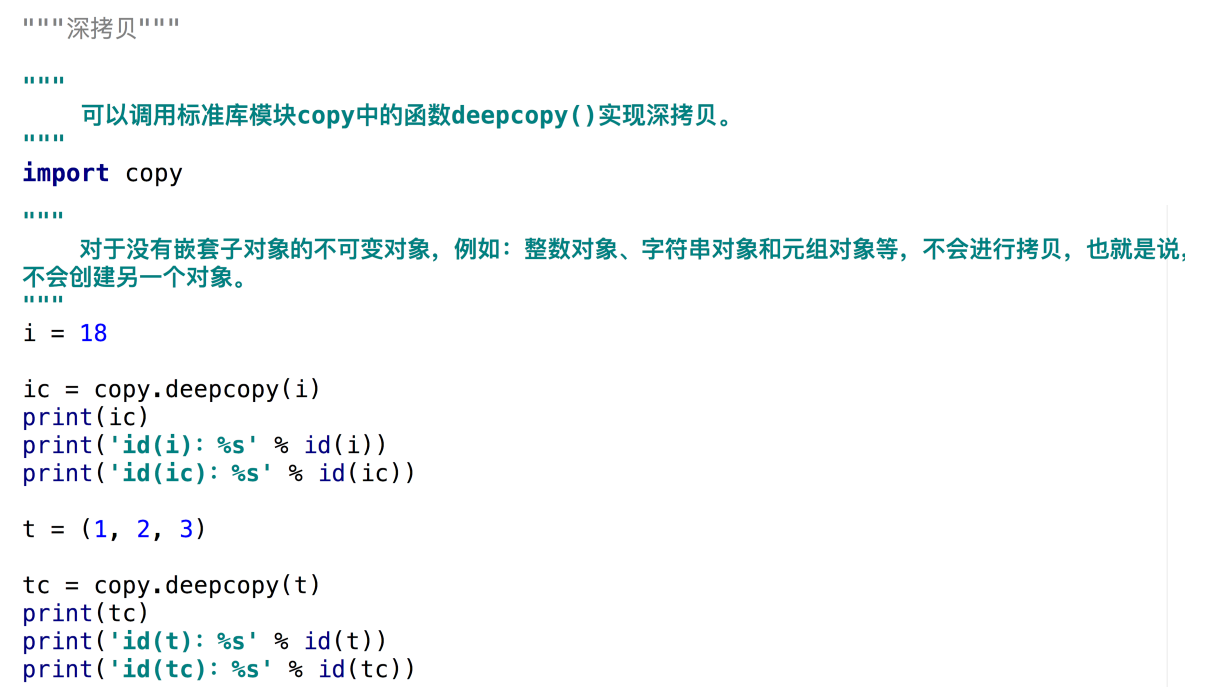 """深拷贝"""
"""
    可以调用标准库模块copy中的函数deepcopy()实现深拷贝。
"""
import copy
"""
    对于没有嵌套子对象的不可变对象，例如：整数对象、字符串对象和元组对象等，不会进行拷贝，也就是说，
不会创建另一个对象。
"""
i = 18
ic = copy.deepcopy(i)
print(ic)
print('id(i)：%s' % id(i))
print('id(ic)：%s' % id(ic))
t = (1, 2, 3)
tc = copy.deepcopy(t)
print(tc)
print('id(t)：%s' % id(t))
print('id(tc)：%s' % id(tc))